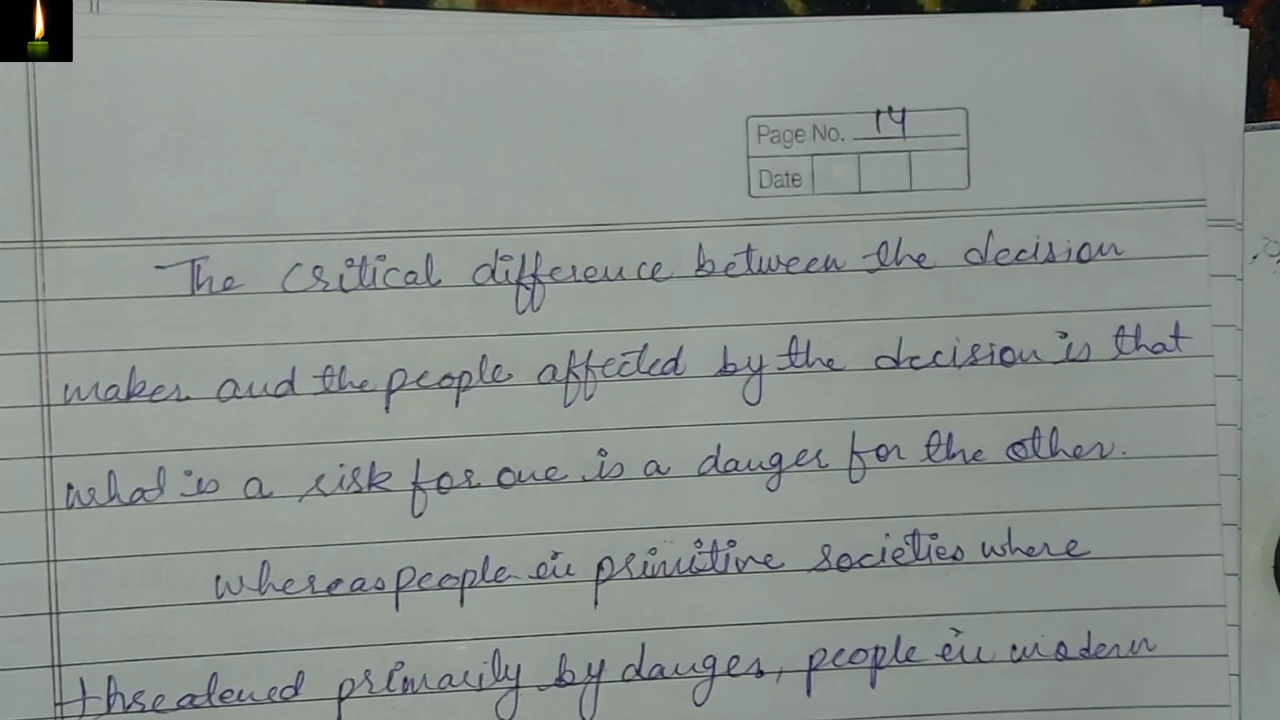 Page No. 14
Date
The critical difference between the decision
maker and the people affected by the decision is that
what is a risk for one is a danger for the other.
whereas people in primitive societies where
threatened primarily by danger, people in modern